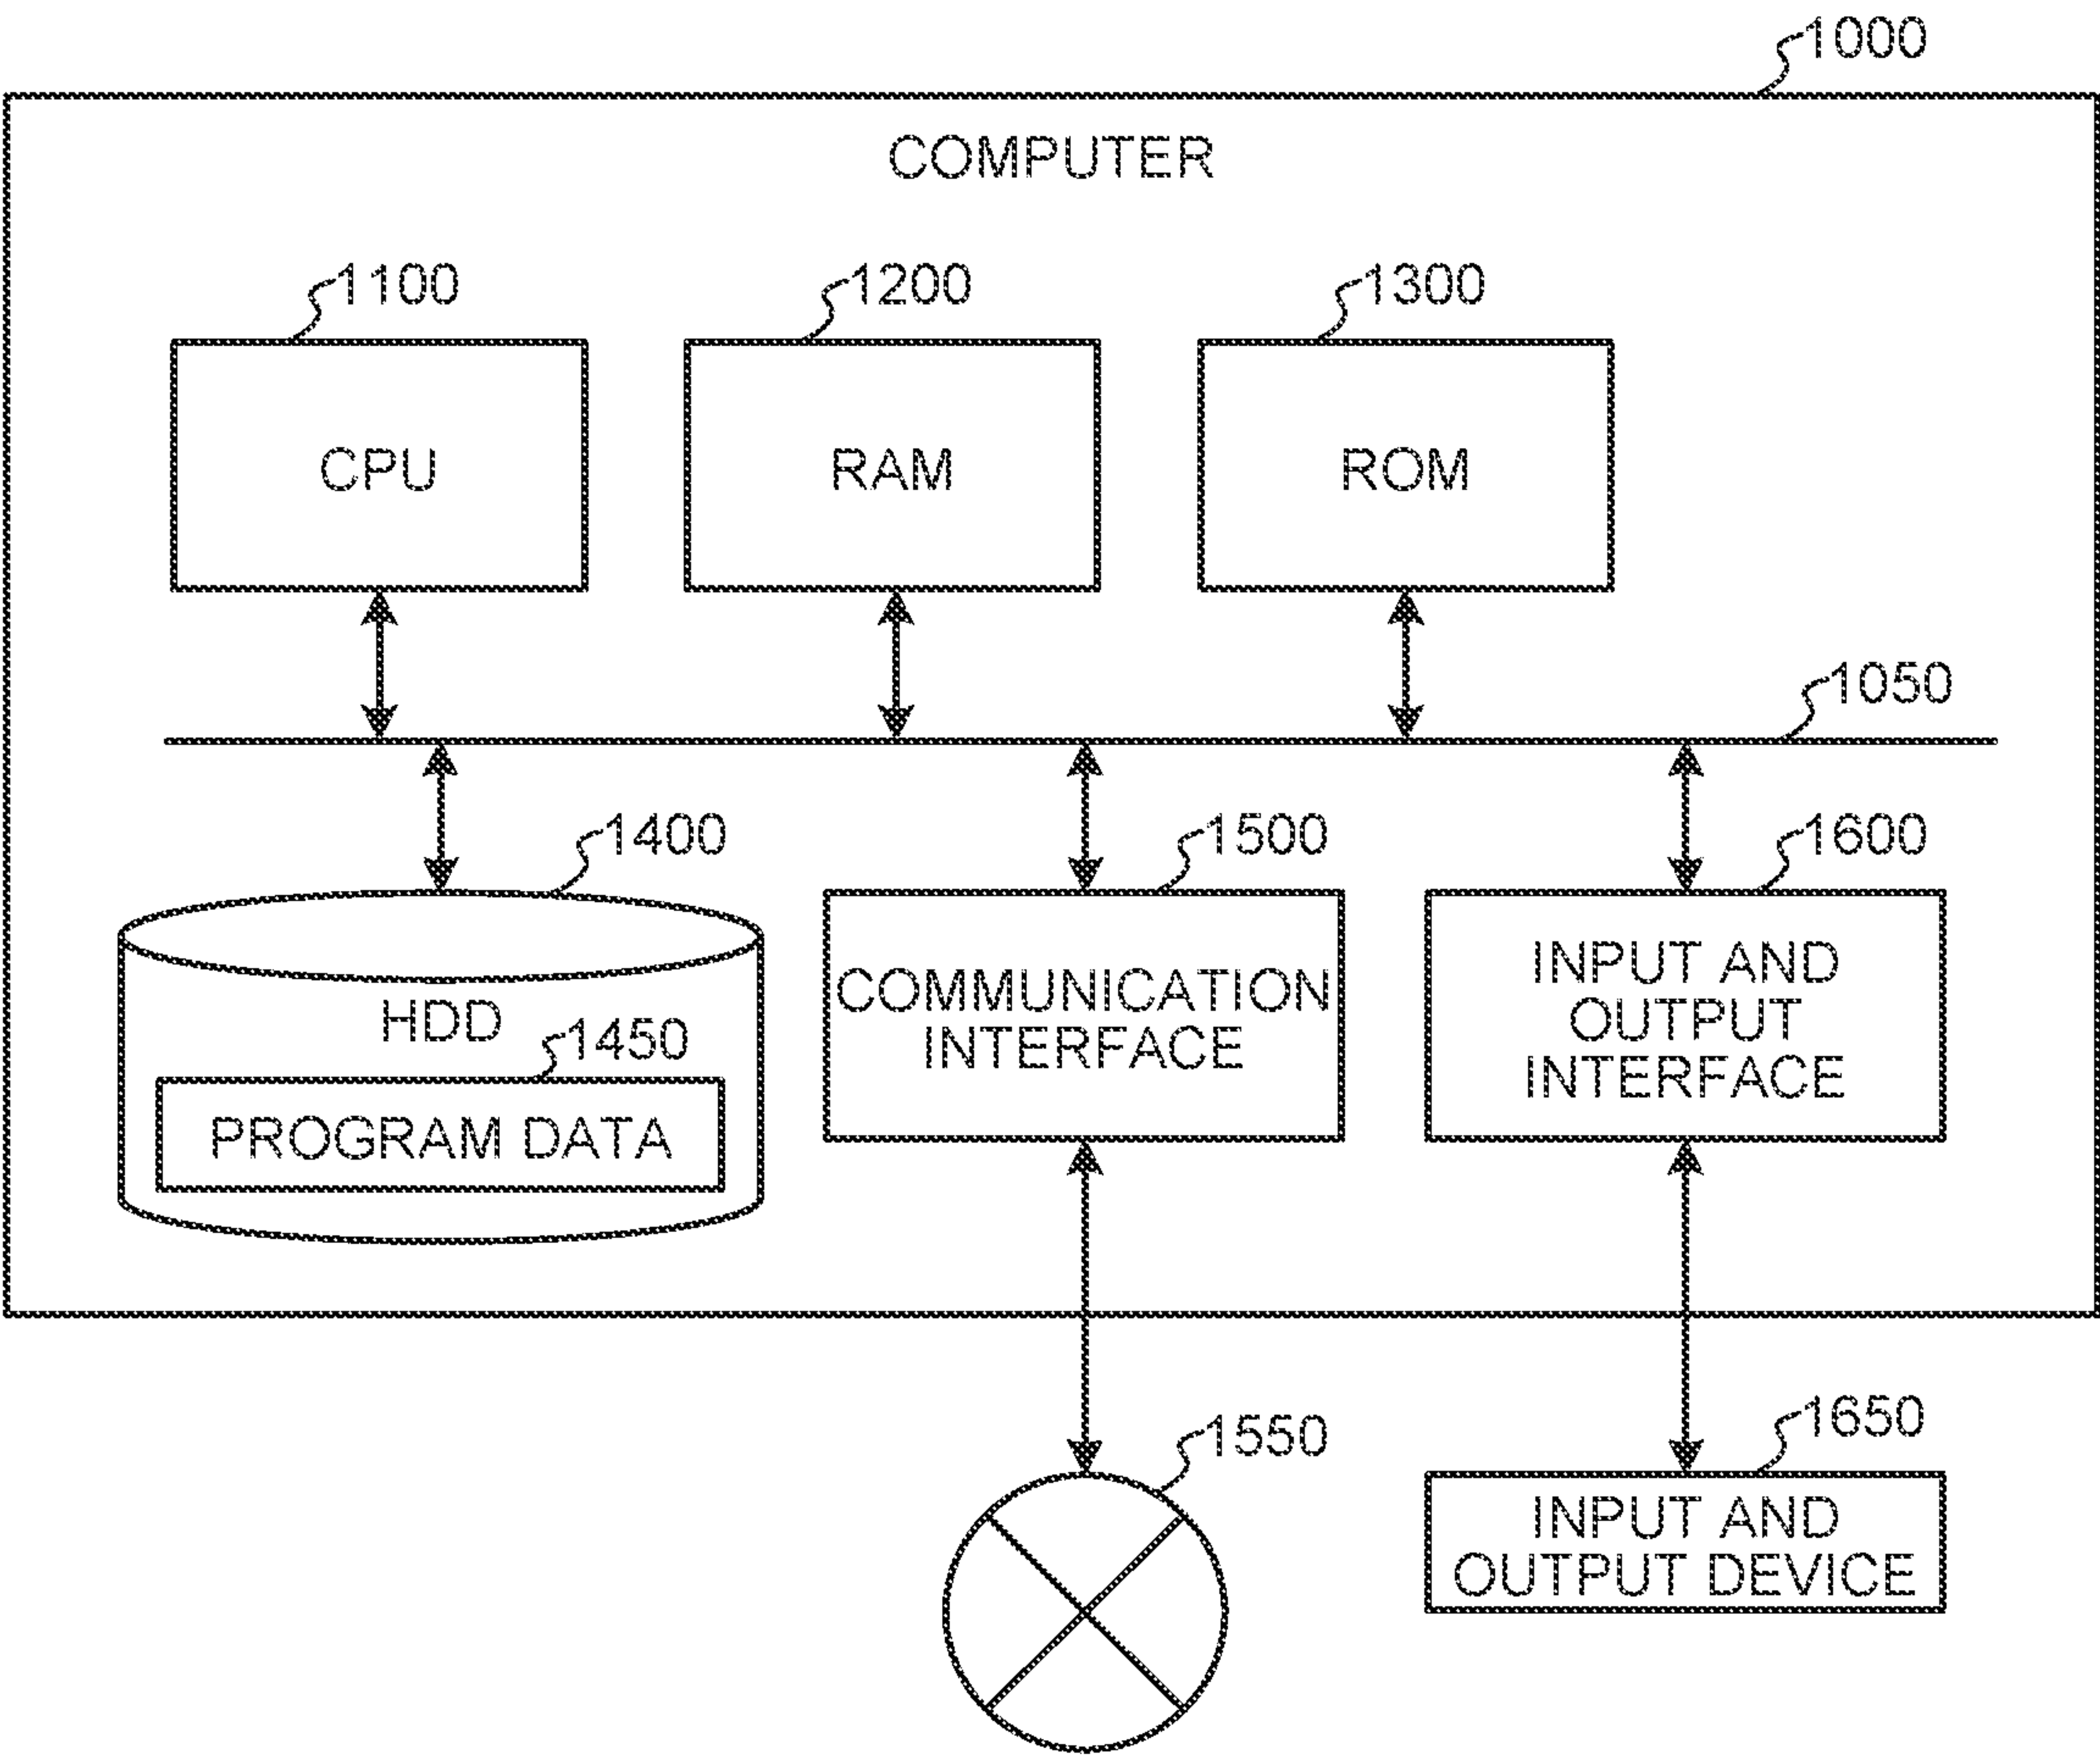 1000
COMPUTER
1100
1200
1300
CPU
RAM
ROM
1050
1400
1500
1600
HDD
1450
PROGRAM DATA
COMMUNICATION
INTERFACE
INPUT AND
OUTPUT
INTERFACE
1550
1650
INPUT AND
OUTPUT DEVICE